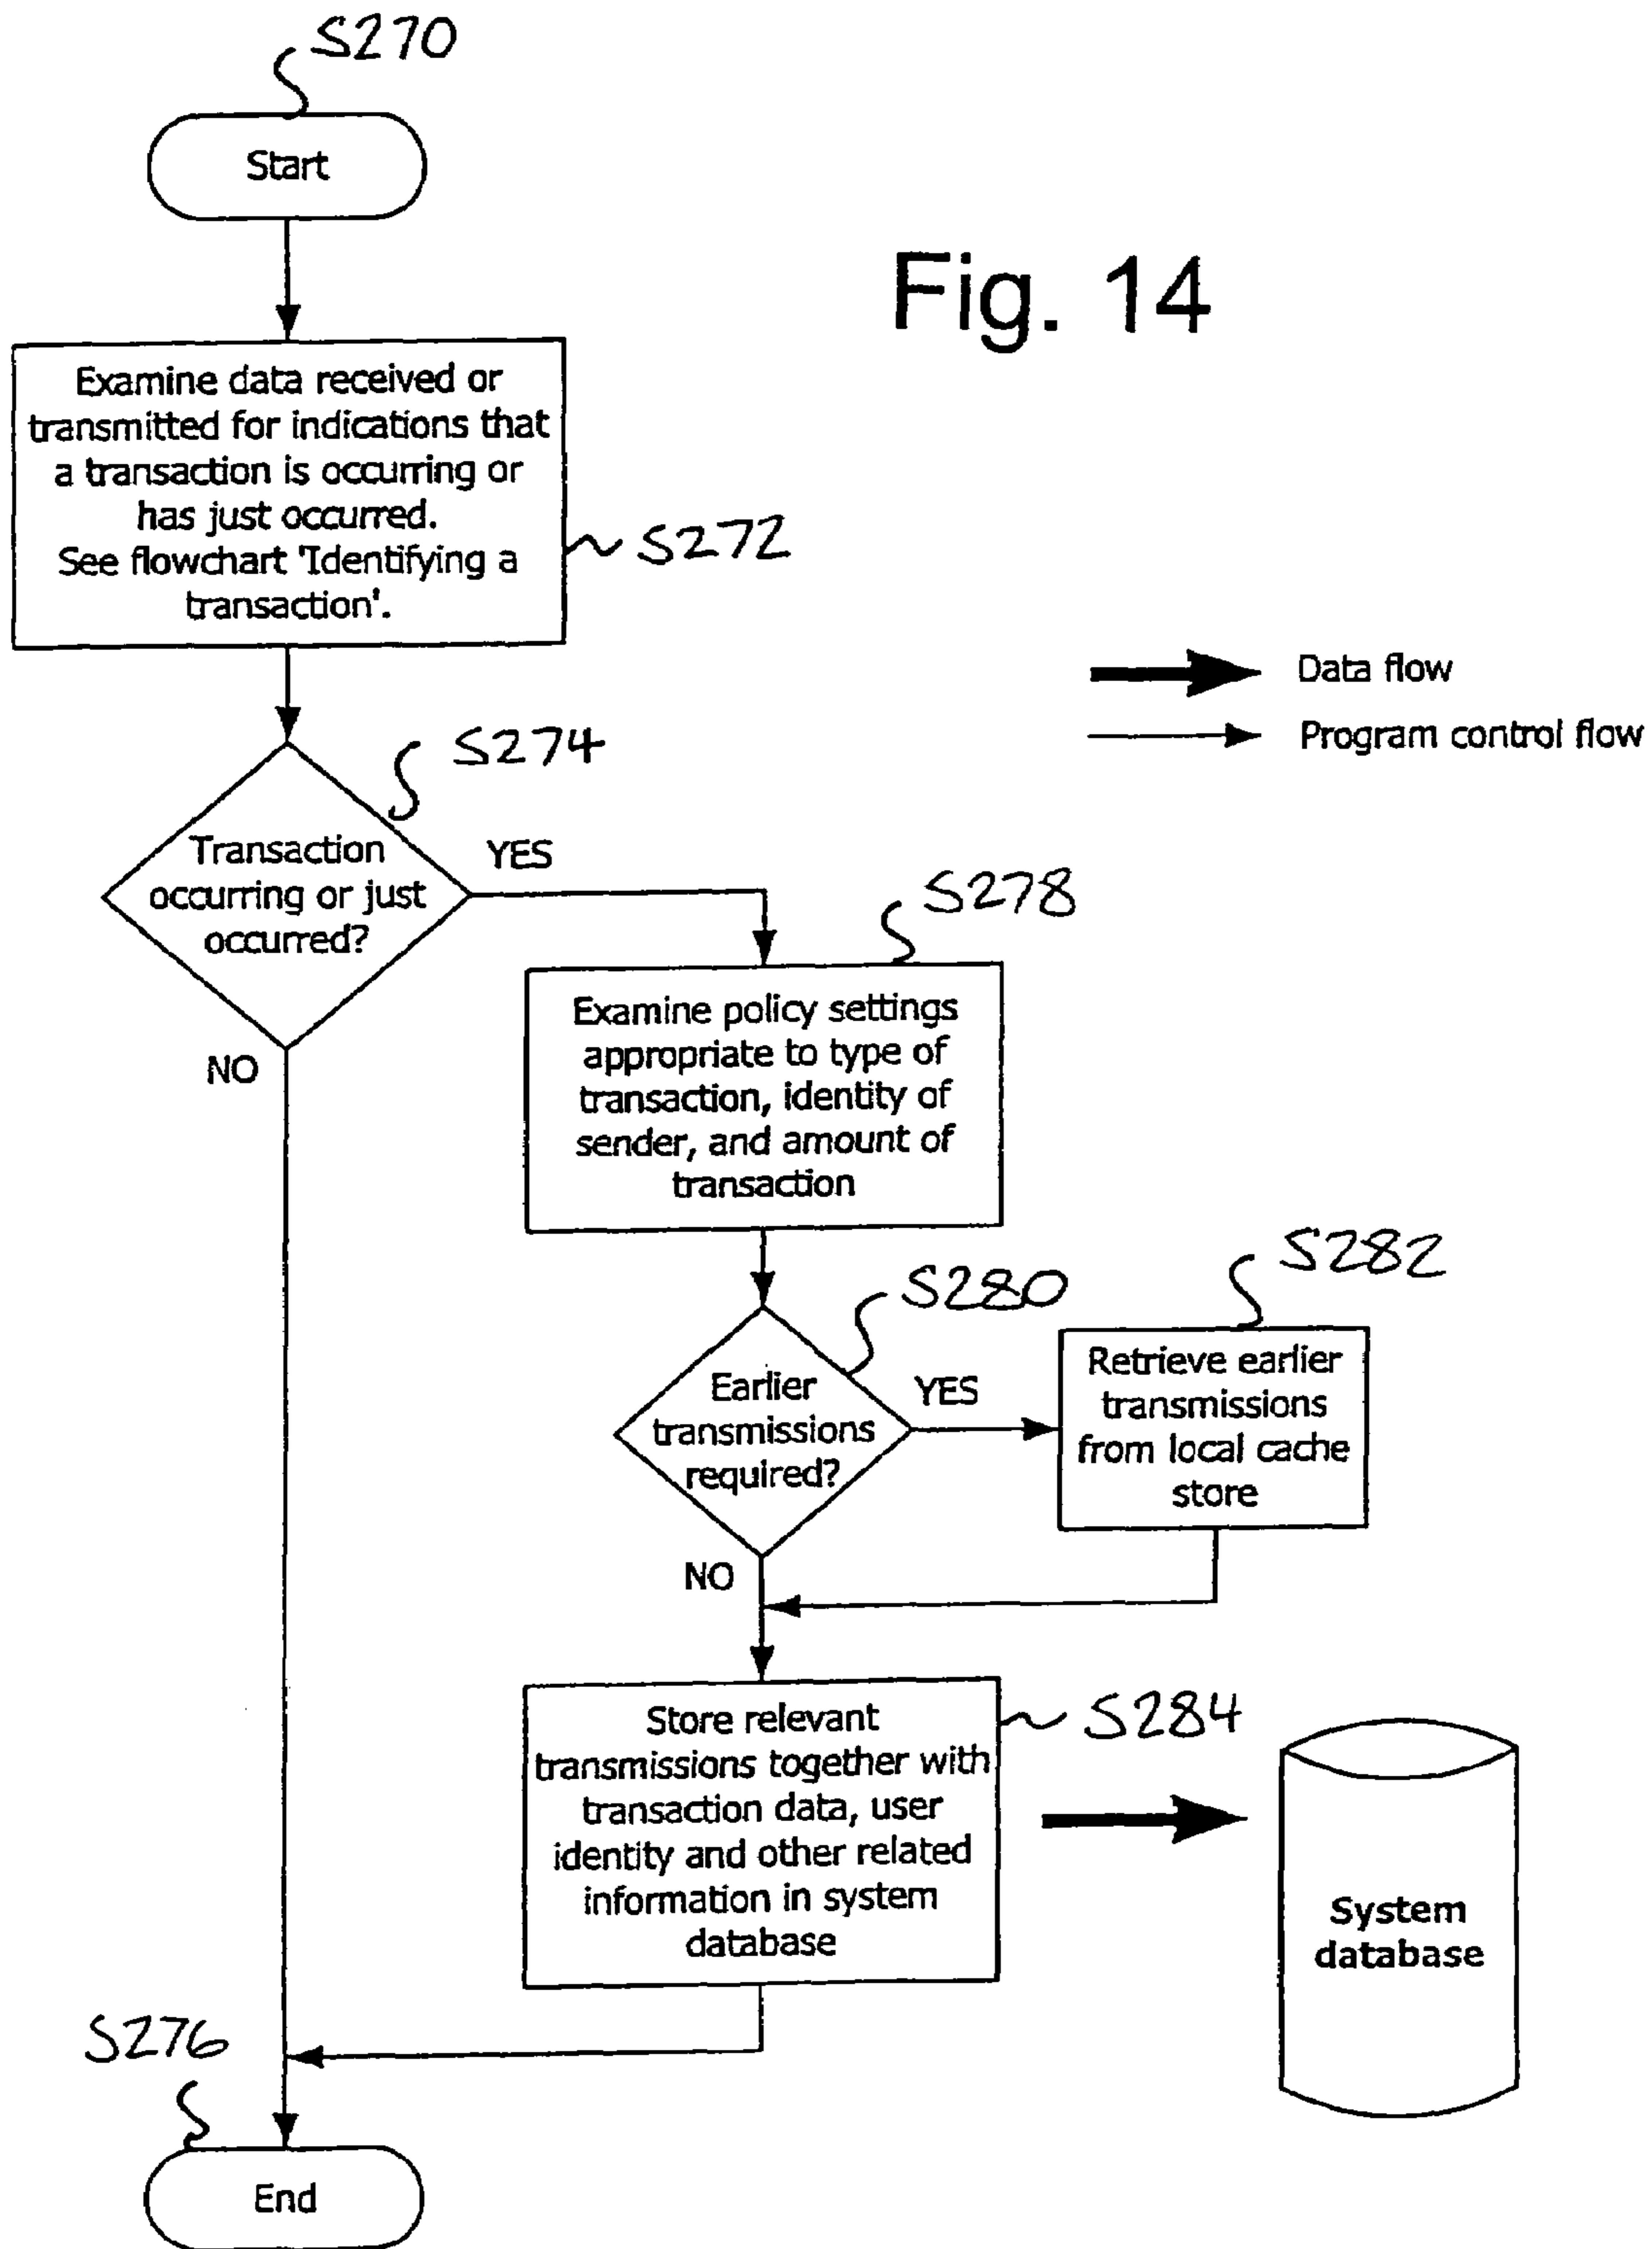 S270
Start
Fig. 14
Examine data received or
transmitted for indications that
a transaction is occurring or
has just occurred.
See flowchart 'Identifying a
transaction'.
S272
Data flow
Program control flow
S274
Transaction
occurring or just
occurred?
YES
NO
S278
Examine policy settings
appropriate to type of
transaction, identity of
sender, and amount of
transaction
S280
Earlier
transmissions
required?
YES
NO
S282
Retrieve earlier
transmissions
from local cache
store
Store relevant
transmissions together with
transaction data, user
identity and other related
information in system
database
S284
System
database
S276
End